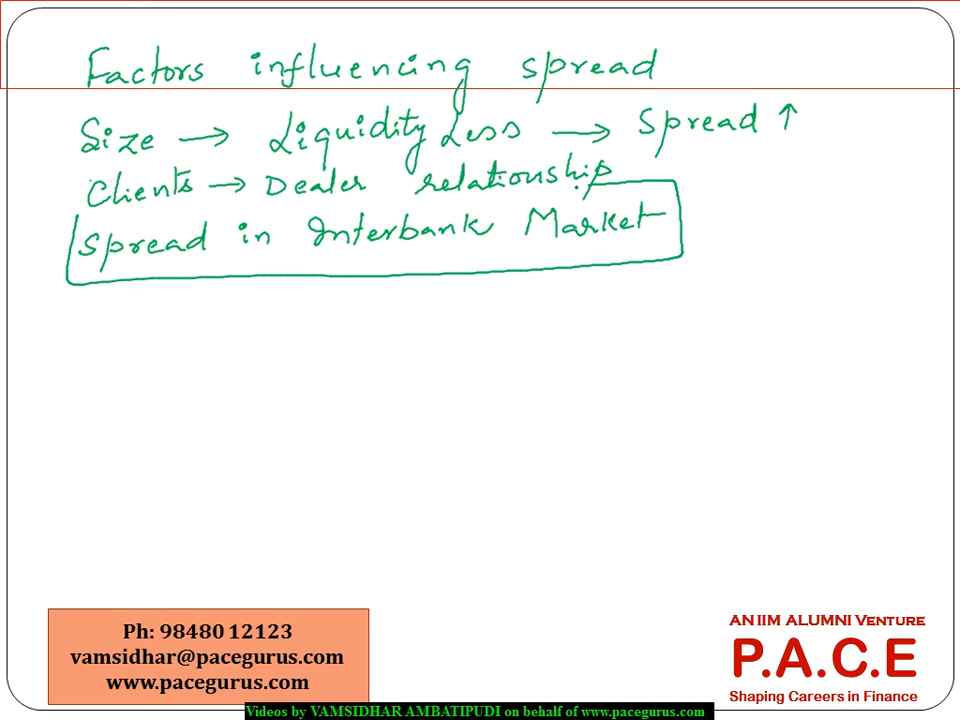 Factors influencing spread
Size → Liquidity Less → Spread ↑
Clients → Dealer relationship
Spread in Interbank Market
Ph: 98480 12123
vamsidhar@pacegurus.com
www.pacegurus.com
AN IIM ALUMNI VENTURE
P.A.C.E
Shaping Careers in Finance
Videos by VAMSIDHAR AMBATIPUDI on behalf of www.pacegurus.com